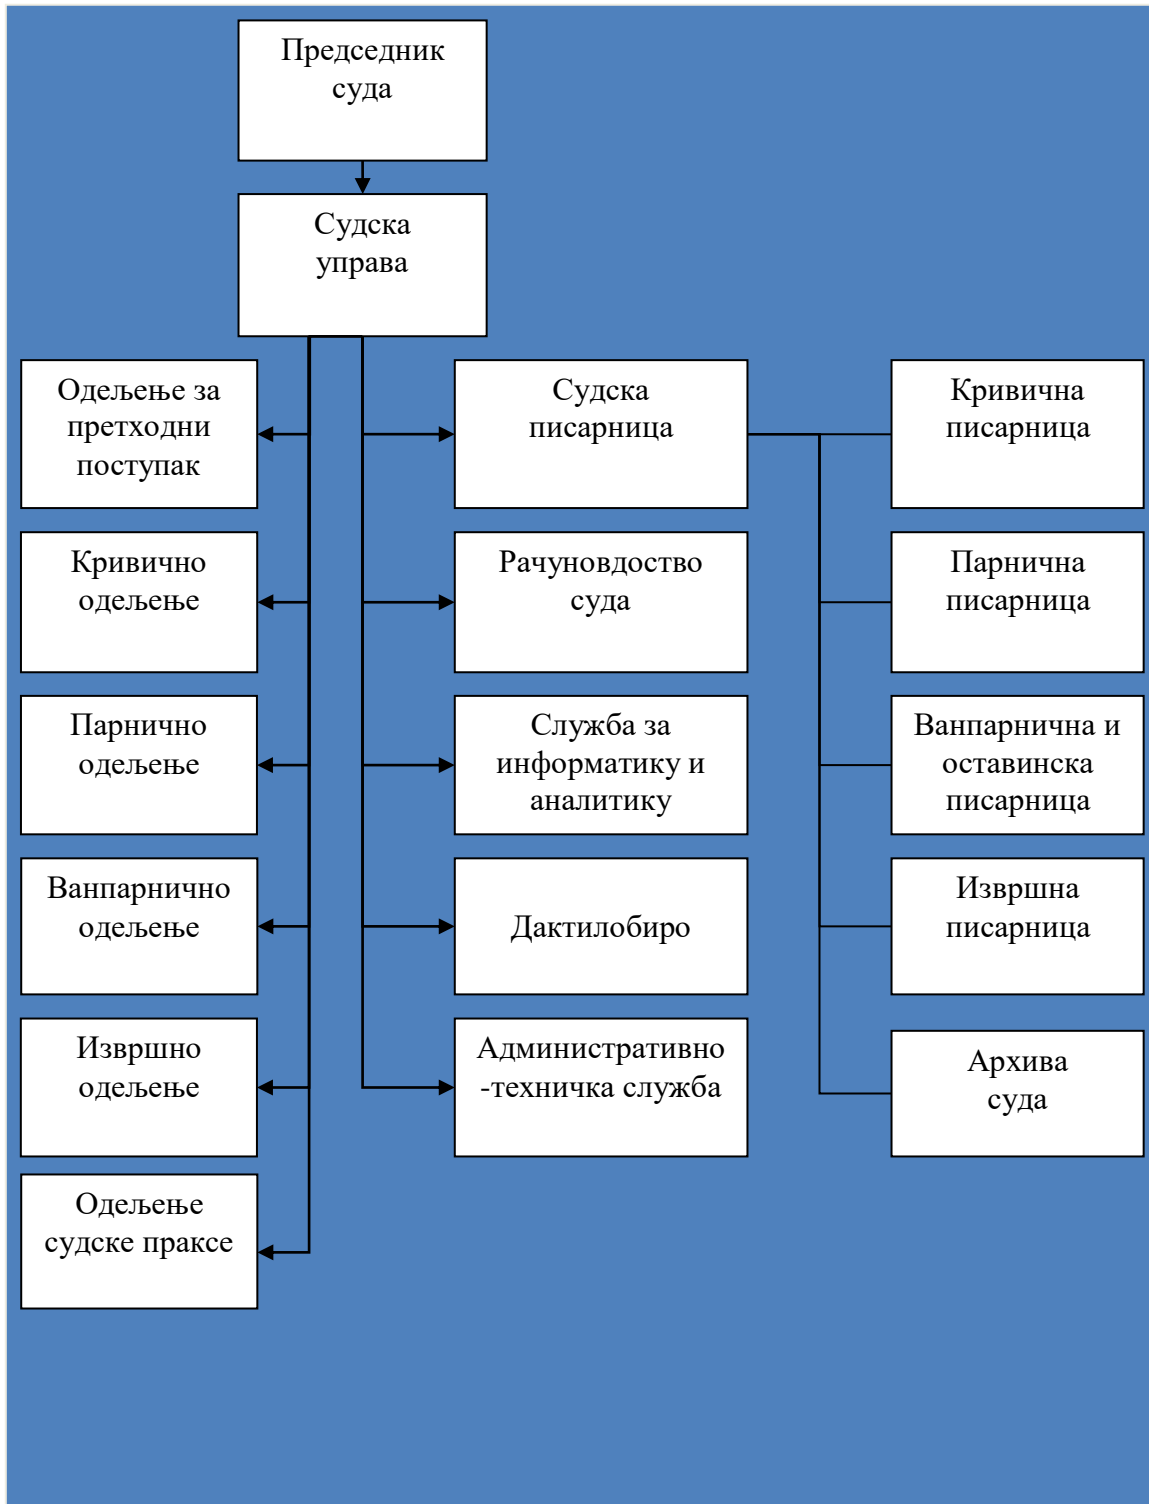 Председник
суда
Судска
управа
Одељење за
претходни
поступак
Кривично
одељење
Парнично
одељење
Ванпарнично
одељење
Извршно
одељење
Одељење
судске праксе
Судска
писарница
Рачуновдоство
суда
Служба за
информатику и
аналитику
Дактилобиро
Административно
-техничка служба
Кривична
писарница
Парнична
писарница
Ванпарнична и
оставинска
писарница
Извршна
писарница
Архива
суда